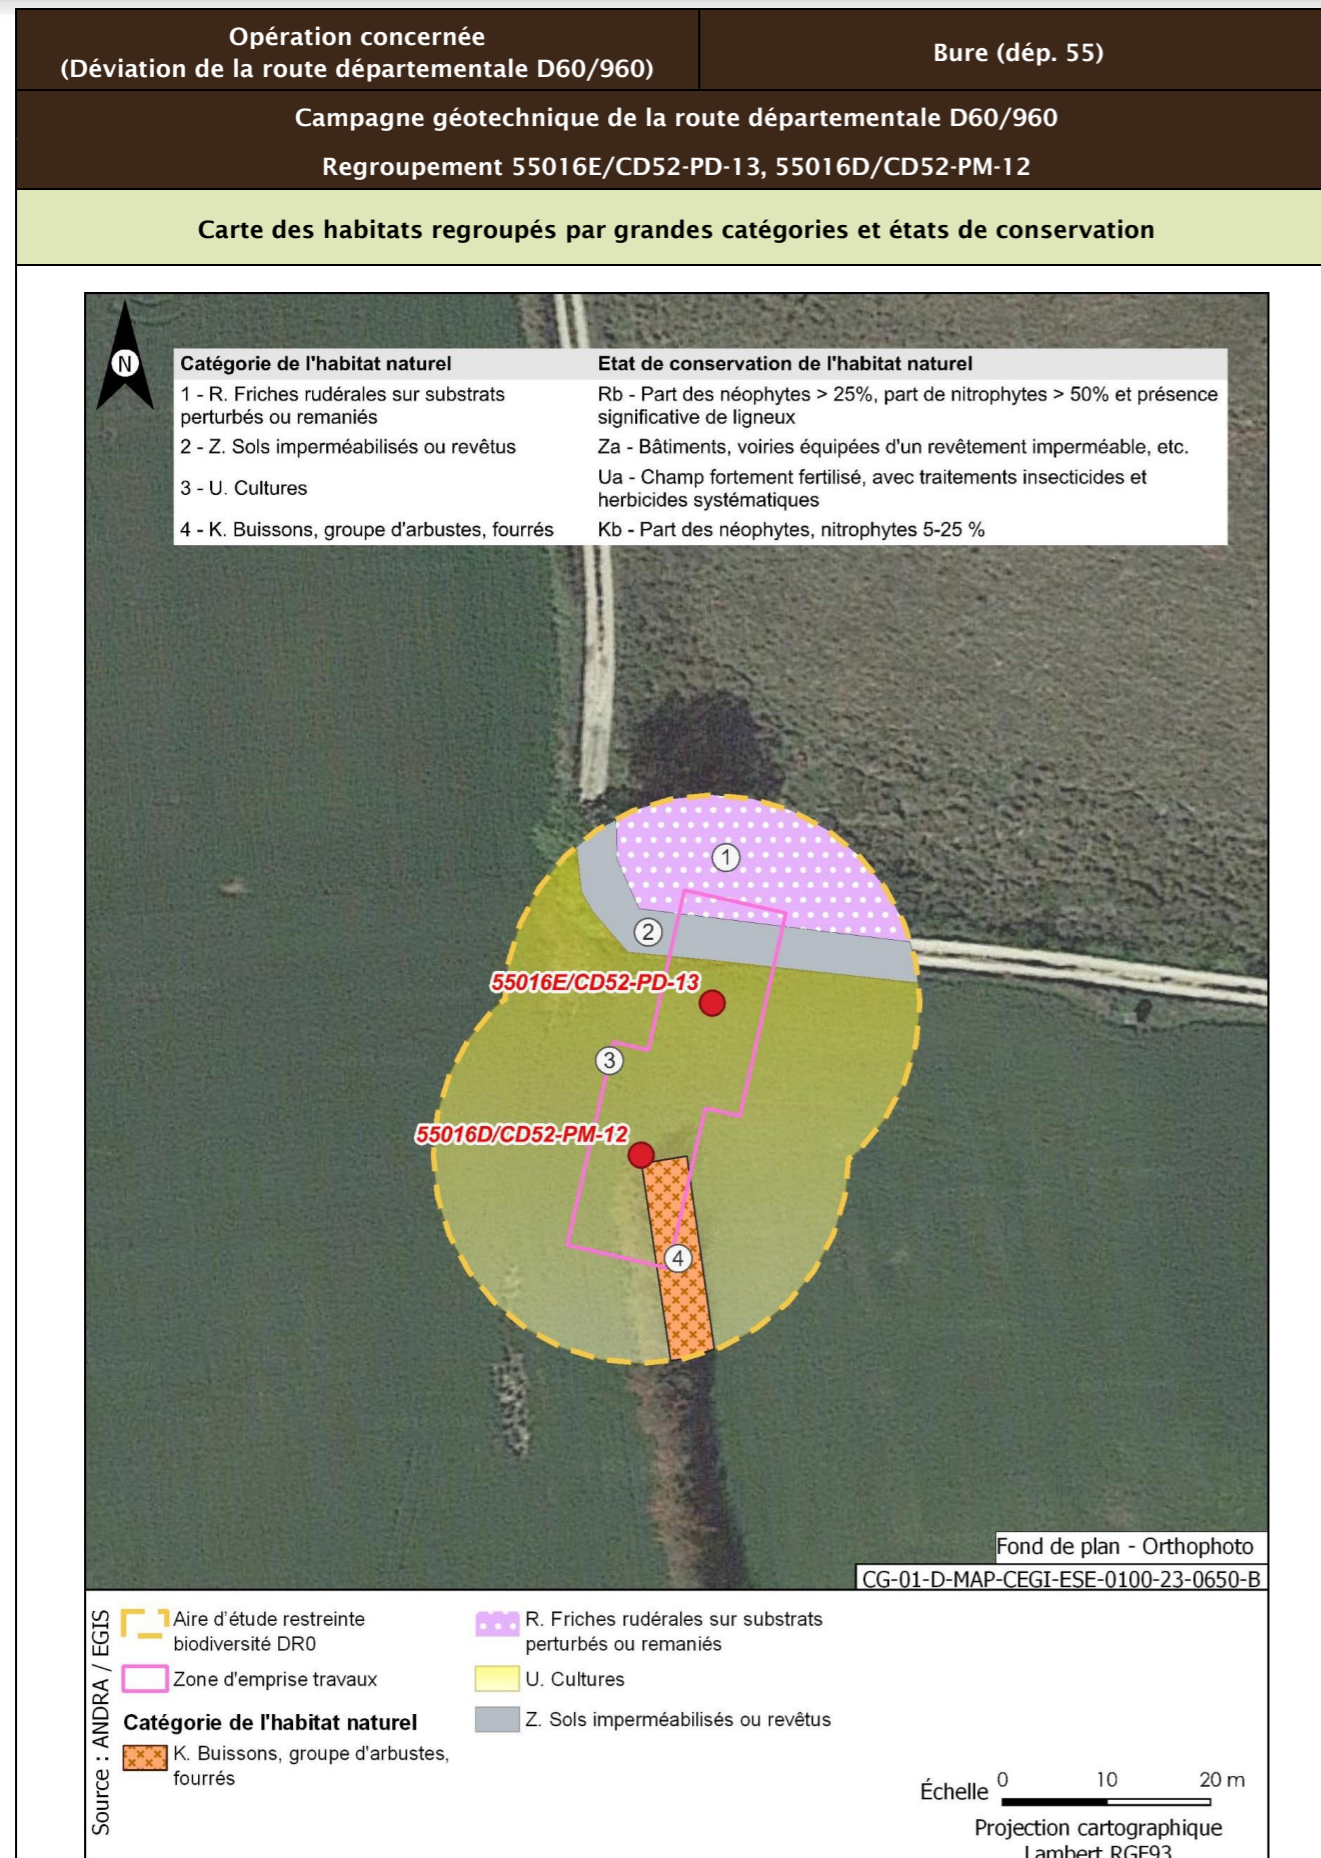 Opération concernée
(Déviation de la route départementale D60/960)
Bure (dép. 55)
Campagne géotechnique de la route départementale D60/960
Regroupement 55016E/CD52-PD-13, 55016D/CD52-PM-12
Carte des habitats regroupés par grandes catégories et états de conservation
N
Catégorie de l'habitat naturel
Etat de conservation de l'habitat naturel
1 - R. Friches rudérales sur substrats
perturbés ou remaniés
Rb - Part des néophytes > 25%, part de nitrophytes > 50% et présence
significative de ligneux
2 - Z. Sols imperméabilisés ou revêtus
Za - Bâtiments, voiries équipées d'un revêtement imperméable, etc.
3 - U. Cultures
Ua - Champ fortement fertilisé, avec traitements insecticides et
herbicides systématiques
4 - K. Buissons, groupe d'arbustes, fourrés
Kb - Part des néophytes, nitrophytes 5-25 %
1
2
55016E/CD52-PD-13
3
55016D/CD52-PM-12
4
Fond de plan - Orthophoto
CG-01-D-MAP-CEGI-ESE-0100-23-0650-B
Source : ANDRA / EGIS
Aire d'étude restreinte
biodiversité DR0
Zone d'emprise travaux
Catégorie de l'habitat naturel
K. Buissons, groupe d'arbustes,
fourrés
R. Friches rudérales sur substrats
perturbés ou remaniés
U. Cultures
Z. Sols imperméabilisés ou revêtus
Échelle 0 10 20 m
Projection cartographique
Lambert RGF93